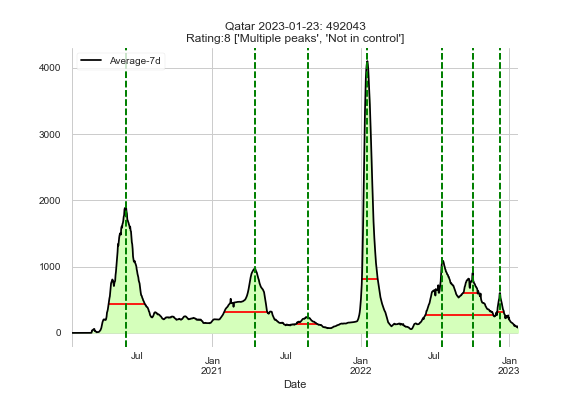 Qatar 2023-01-23: 492043
Rating:8 ['Multiple peaks', 'Not in control']
Average-7d
4000
3000
2000
1000
0
Jul
Jan
2021
Jul
Jan
2022
Jul
Jan
2023
Date